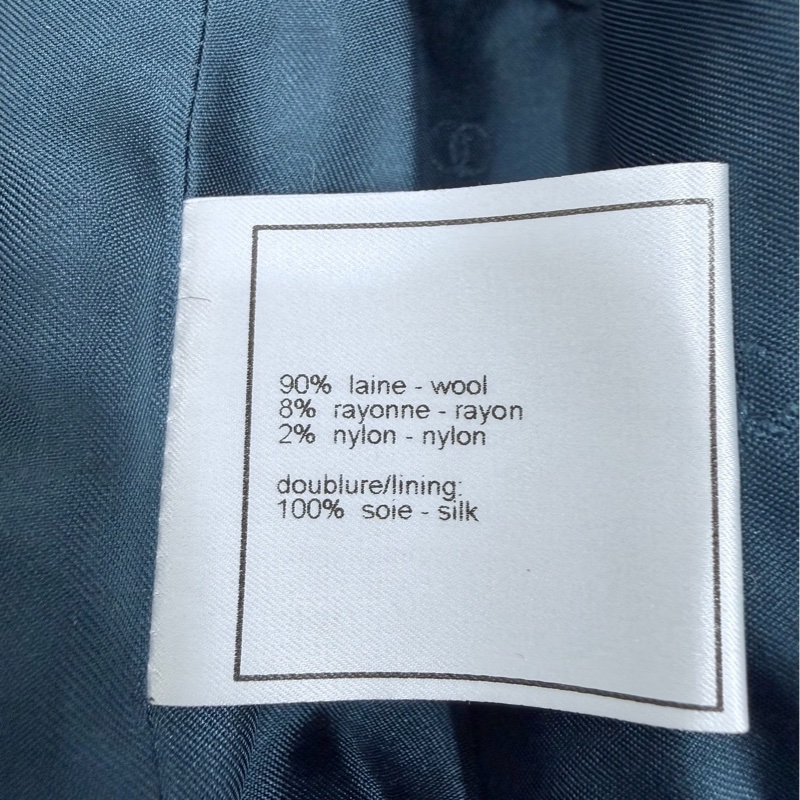 90% laine - wool
8% rayonne - rayon
2% nylon - nylon
doublure/lining:
100% soie - silk